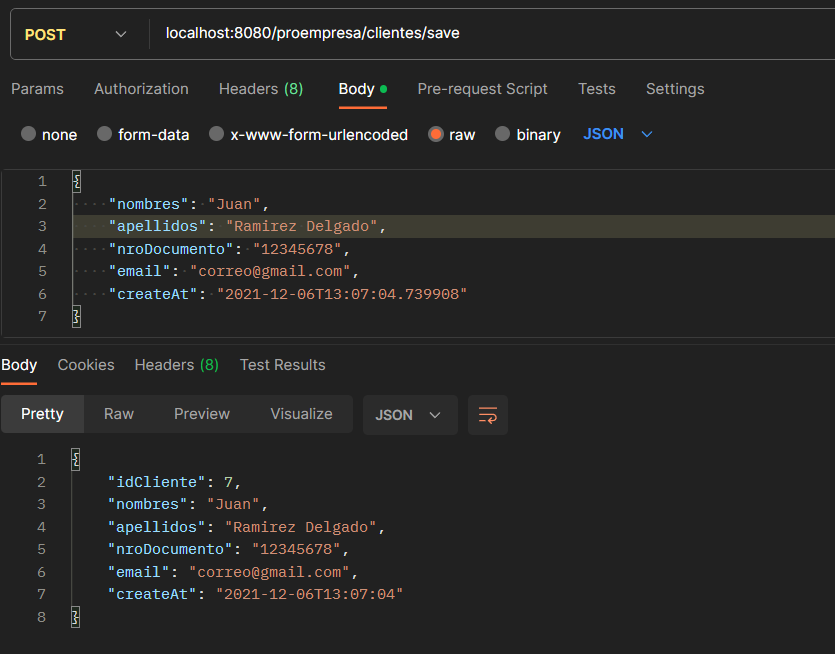 POST localhost:8080/proempresa/clientes/save
Params Authorization Headers (8) Body Pre-request Script Tests Settings
none form-data x-www-form-urlencoded raw binary JSON
1 {
2 "nombres": "Juan",
3 "apellidos": "Ramirez Delgado",
4 "nroDocumento": "12345678",
5 "email": "correo@gmail.com",
6 "createAt": "2021-12-06T13:07:04.739908"
7 }
Body Cookies Headers (8) Test Results
Pretty Raw Preview Visualize JSON
1 {
2 "idCliente": 7,
3 "nombres": "Juan",
4 "apellidos": "Ramirez Delgado",
5 "nroDocumento": "12345678",
6 "email": "correo@gmail.com",
7 "createAt": "2021-12-06T13:07:04"
8 }